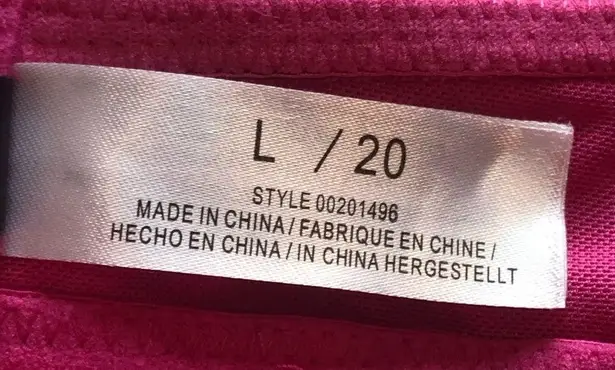 L / 20
STYLE 00201496
MADE IN CHINA / FABRIQUE EN CHINE /
HECHO EN CHINA / IN CHINA HERGESTELLT